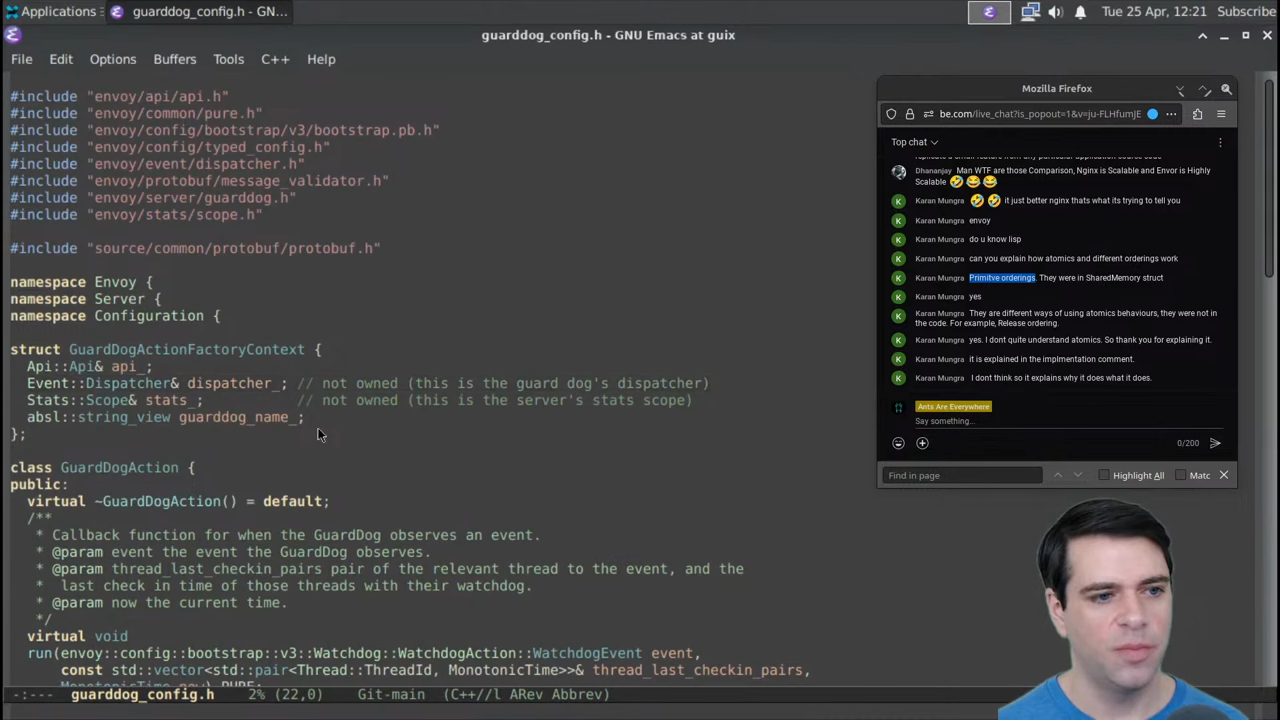 Applications
guarddog_config.h - GN...
Tue 25 Apr, 12:21
Subscribe
guarddog_config.h - GNU Emacs at guix
File Edit Options Buffers Tools C++ Help
#include "envoy/api/api.h"
#include "envoy/common/pure.h"
#include "envoy/config/bootstrap/v3/bootstrap.pb.h"
#include "envoy/config/typed_config.h"
#include "envoy/event/dispatcher.h"
#include "envoy/protobuf/message_validator.h"
#include "envoy/server/guarddog.h"
#include "envoy/stats/scope.h"
#include "source/common/protobuf/protobuf.h"
namespace Envoy {
namespace Server {
namespace Configuration {
struct GuardDogActionFactoryContext {
Api::Api& api_;
Event::Dispatcher& dispatcher_; // not owned (this is the guard dog's dispatcher)
Stats::Scope& stats_; // not owned (this is the server's stats scope)
absl::string_view guarddog_name_;
};
class GuardDogAction {
public:
virtual ~GuardDogAction() = default;
/**
* Callback function for when the GuardDog observes an event.
* @param event the event the GuardDog observes.
* @param thread_last_checkin_pairs pair of the relevant thread to the event, and the
* last check in time of those threads with their watchdog.
* @param now the current time.
*/
virtual void
run(envoy::config::bootstrap::v3::Watchdog::WatchdogAction::WatchdogEvent event,
const std::vector<std::pair<Thread::ThreadId, MonotonicTime>>& thread_last_checkin_pairs,
-:--- guarddog_config.h 2% (22,0) Git-main (C++//l ARev Abbrev)
Mozilla Firefox
be.com/live_chat?is_popout=1&v=ju-FLHfumjE
Top chat
Dhananjay Man WTF are those Comparison, Nginx is Scalable and Envor is Highly
Scalable 🤣 😂 😂
Karan Mungra 🤣 🤣 it just better nginx thats what its trying to tell you
Karan Mungra envoy
Karan Mungra do u know lisp
Karan Mungra can you explain how atomics and different orderings work
Karan Mungra Primitve orderings. They were in SharedMemory struct
Karan Mungra yes
Karan Mungra They are different ways of using atomics behaviours, they were not in
the code. For example, Release ordering.
Karan Mungra yes. I dont quite understand atomics. So thank you for explaining it.
Karan Mungra it is explained in the implmentation comment.
Karan Mungra I dont think so it explains why it does what it does.
Ants Are Everywhere
Say something...
0/200
Find in page
Highlight All
Matc